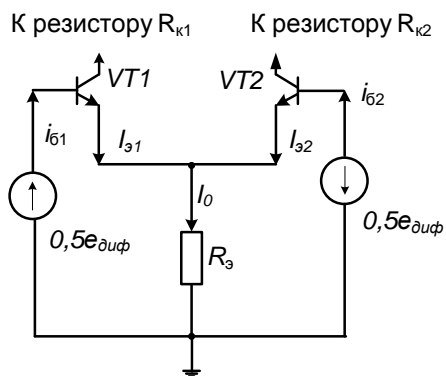 К резистору Rк1 К резистору Rк2
VT1 VT2
iб1 iб2
Iэ1 Iэ2
I0
0,5eдиф 0,5eдиф
Rэ